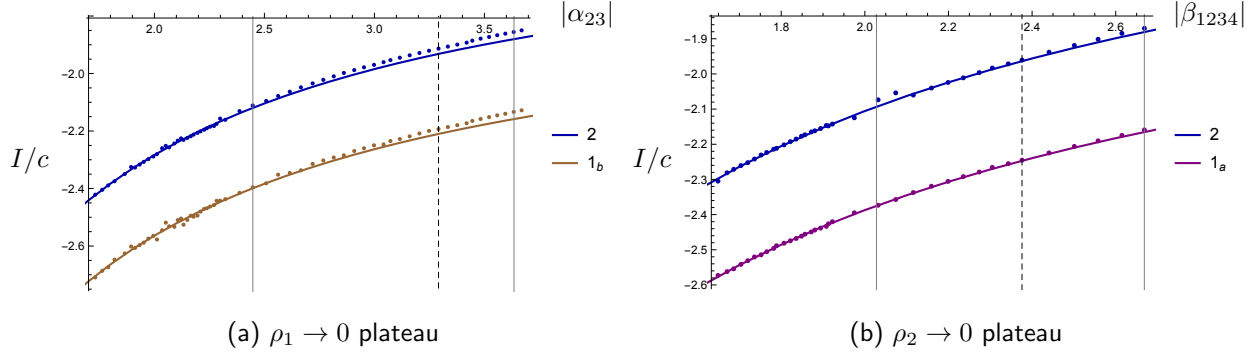 |α₂₃|
2.0 2.5 3.0 3.5
−2.0
−2.2
−2.4
−2.6
I/c
2
1_b
(a) ρ₁ → 0 plateau
|β₁₂₃₄|
1.8 2.0 2.2 2.4 2.6
−1.9
−2.0
−2.1
−2.2
−2.3
−2.4
−2.5
−2.6
I/c
2
1_a
(b) ρ₂ → 0 plateau